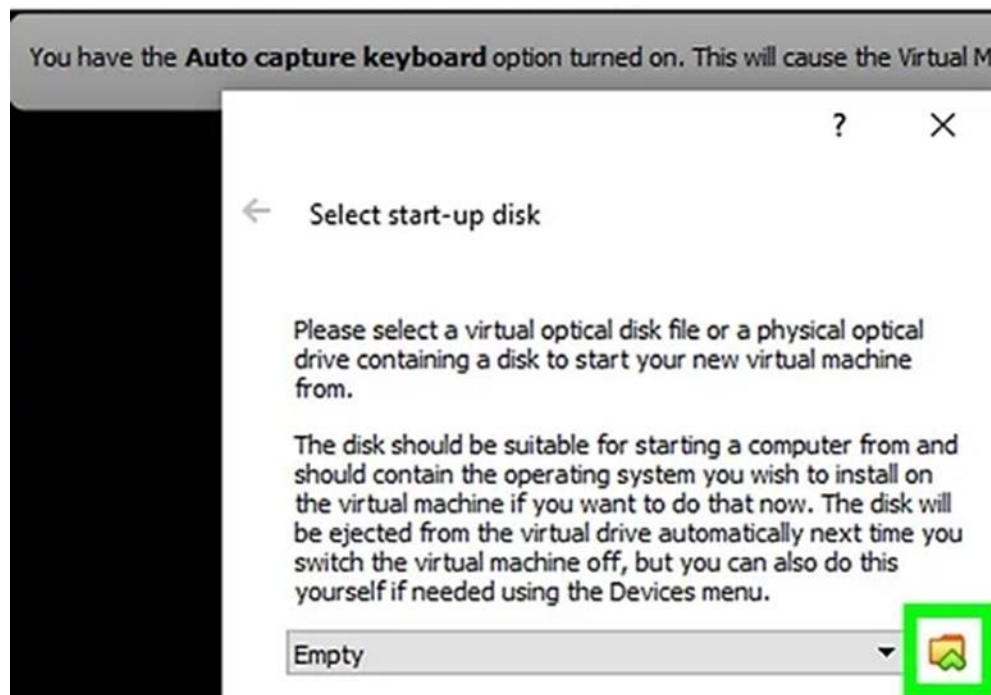 You have the Auto capture keyboard option turned on. This will cause the Virtual M
?
Select start-up disk
Please select a virtual optical disk file or a physical optical
drive containing a disk to start your new virtual machine
from.
The disk should be suitable for starting a computer from and
should contain the operating system you wish to install on
the virtual machine if you want to do that now. The disk will
be ejected from the virtual drive automatically next time you
switch the virtual machine off, but you can also do this
yourself if needed using the Devices menu.
Empty